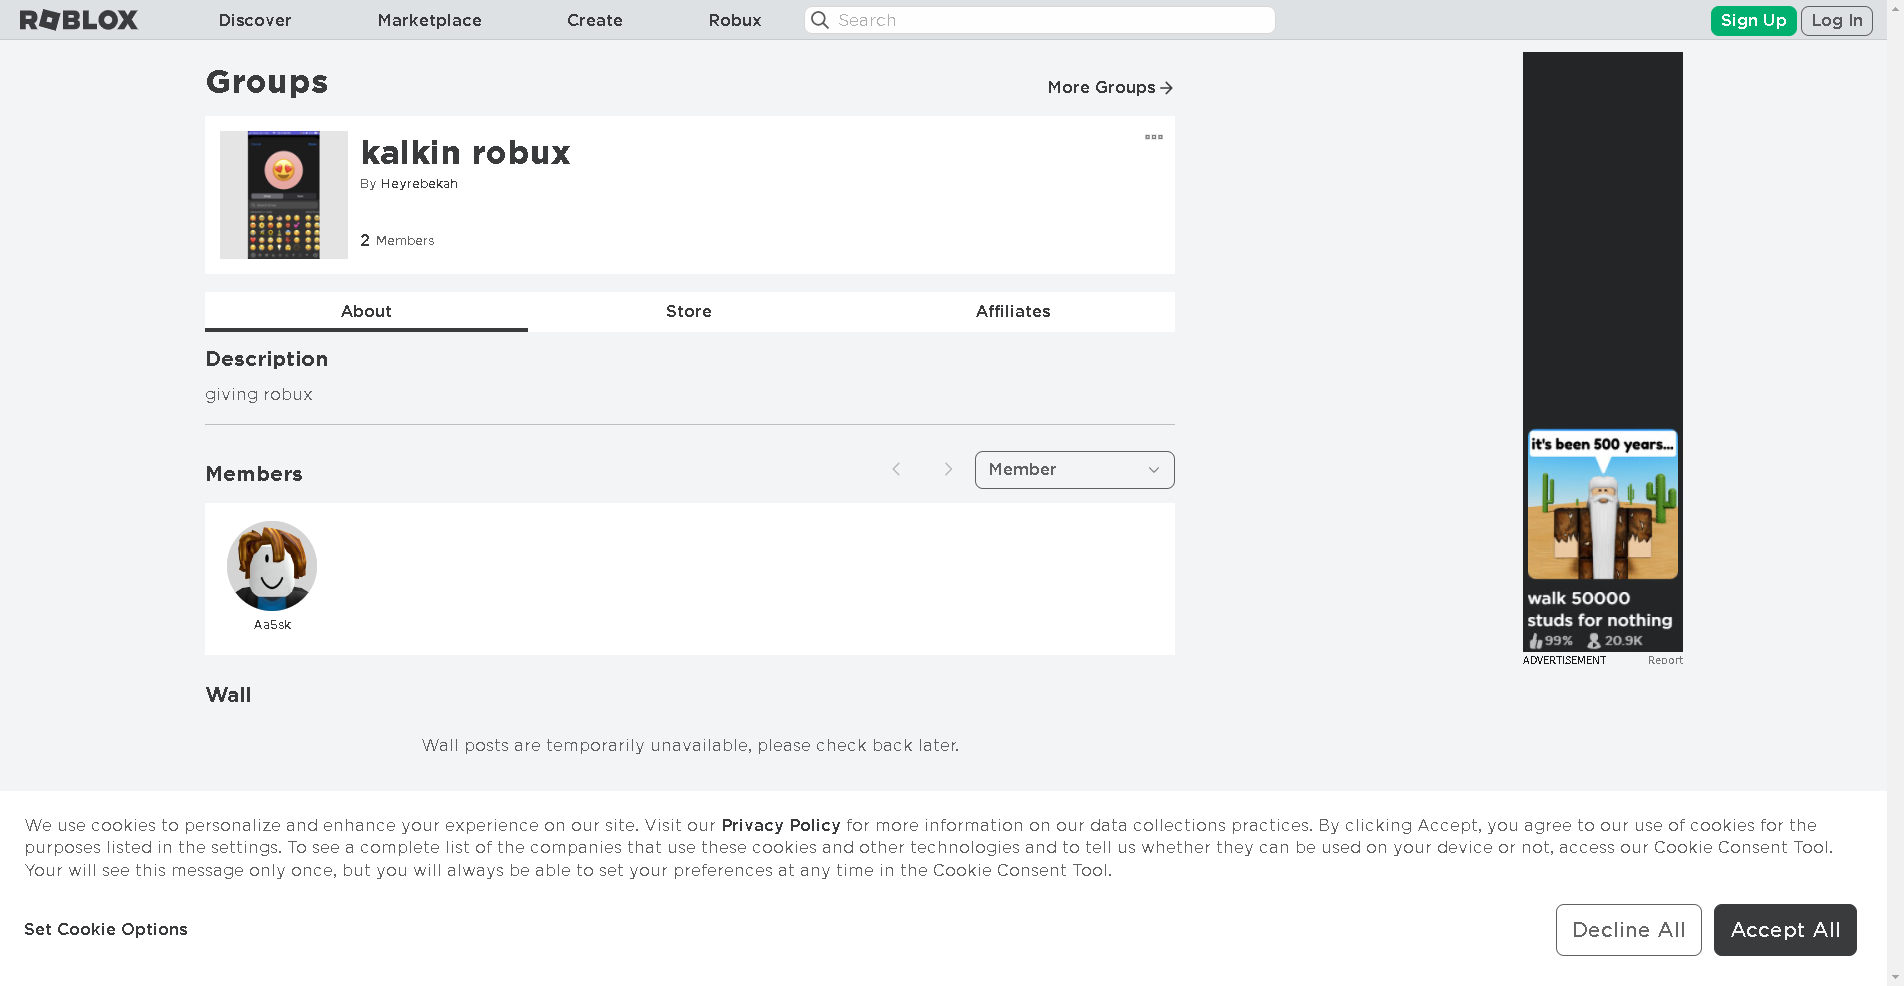 ROBLOX
Discover
Marketplace
Create
Robux
Search
Sign Up
Log In
Groups
More Groups
kalkin robux
By Heyrebekah
2 Members
About
Store
Affiliates
Description
giving robux
Members
Member
Aa5sk
Wall
Wall posts are temporarily unavailable, please check back later.
it's been 500 years...
walk 50000
studs for nothing
99% 20.9K
ADVERTISEMENT
Report
We use cookies to personalize and enhance your experience on our site. Visit our Privacy Policy for more information on our data collections practices. By clicking Accept, you agree to our use of cookies for the
purposes listed in the settings. To see a complete list of the companies that use these cookies and other technologies and to tell us whether they can be used on your device or not, access our Cookie Consent Tool.
Your will see this message only once, but you will always be able to set your preferences at any time in the Cookie Consent Tool.
Set Cookie Options
Decline All
Accept All